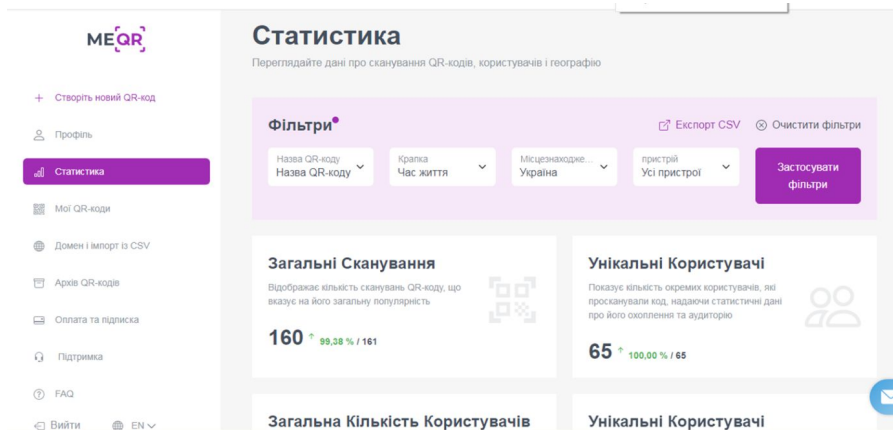 MEQR
Створіть новий QR-код
Профіль
Статистика
Мої QR-коди
Домен і імпорт із CSV
Архів QR-кодів
Оплата та підписка
Підтримка
FAQ
Вийти
EN
Статистика
Переглядайте дані про сканування QR-кодів, користувачів і географію
Фільтри
Експорт CSV
Очистити фільтри
Назва QR-коду
Назва QR-коду
Крапка
Час життя
Місцезнаходже...
Україна
пристрій
Усі пристрої
Застосувати
фільтри
Загальні Сканування
Відображає кількість сканувань QR-коду, що
вказує на його загальну популярність
160 ↑ 99,38 % / 161
Унікальні Користувачі
Показує кількість окремих користувачів, які
просканували код, надаючи статистичні дані
про його охоплення та аудиторію
65 ↑ 100,00 % / 65
Загальна Кількість Користувачів
Унікальні Користувачі